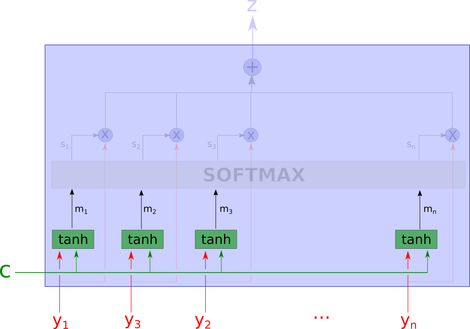 z
+
x x x x
s1 s2 s3 sn
SOFTMAX
m1 m2 m3 mn
tanh tanh tanh tanh
c
y1 y3 y2 ... yn